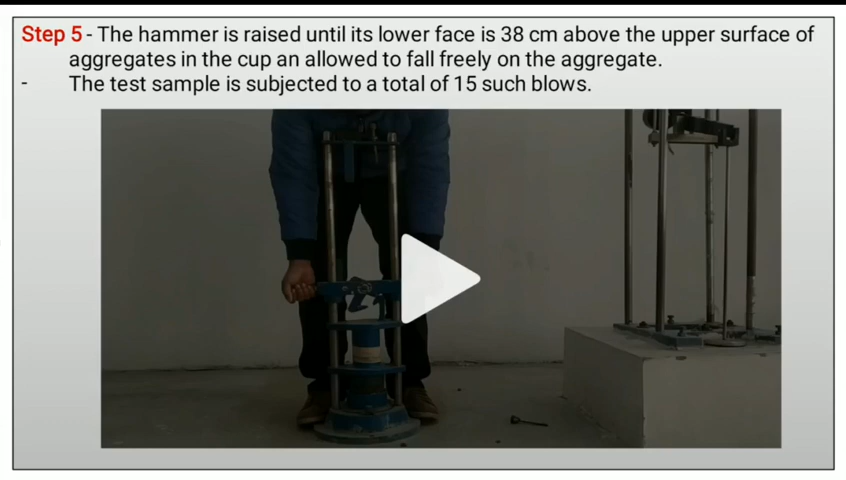 Step 5 - The hammer is raised until its lower face is 38 cm above the upper surface of
aggregates in the cup an allowed to fall freely on the aggregate.
- The test sample is subjected to a total of 15 such blows.